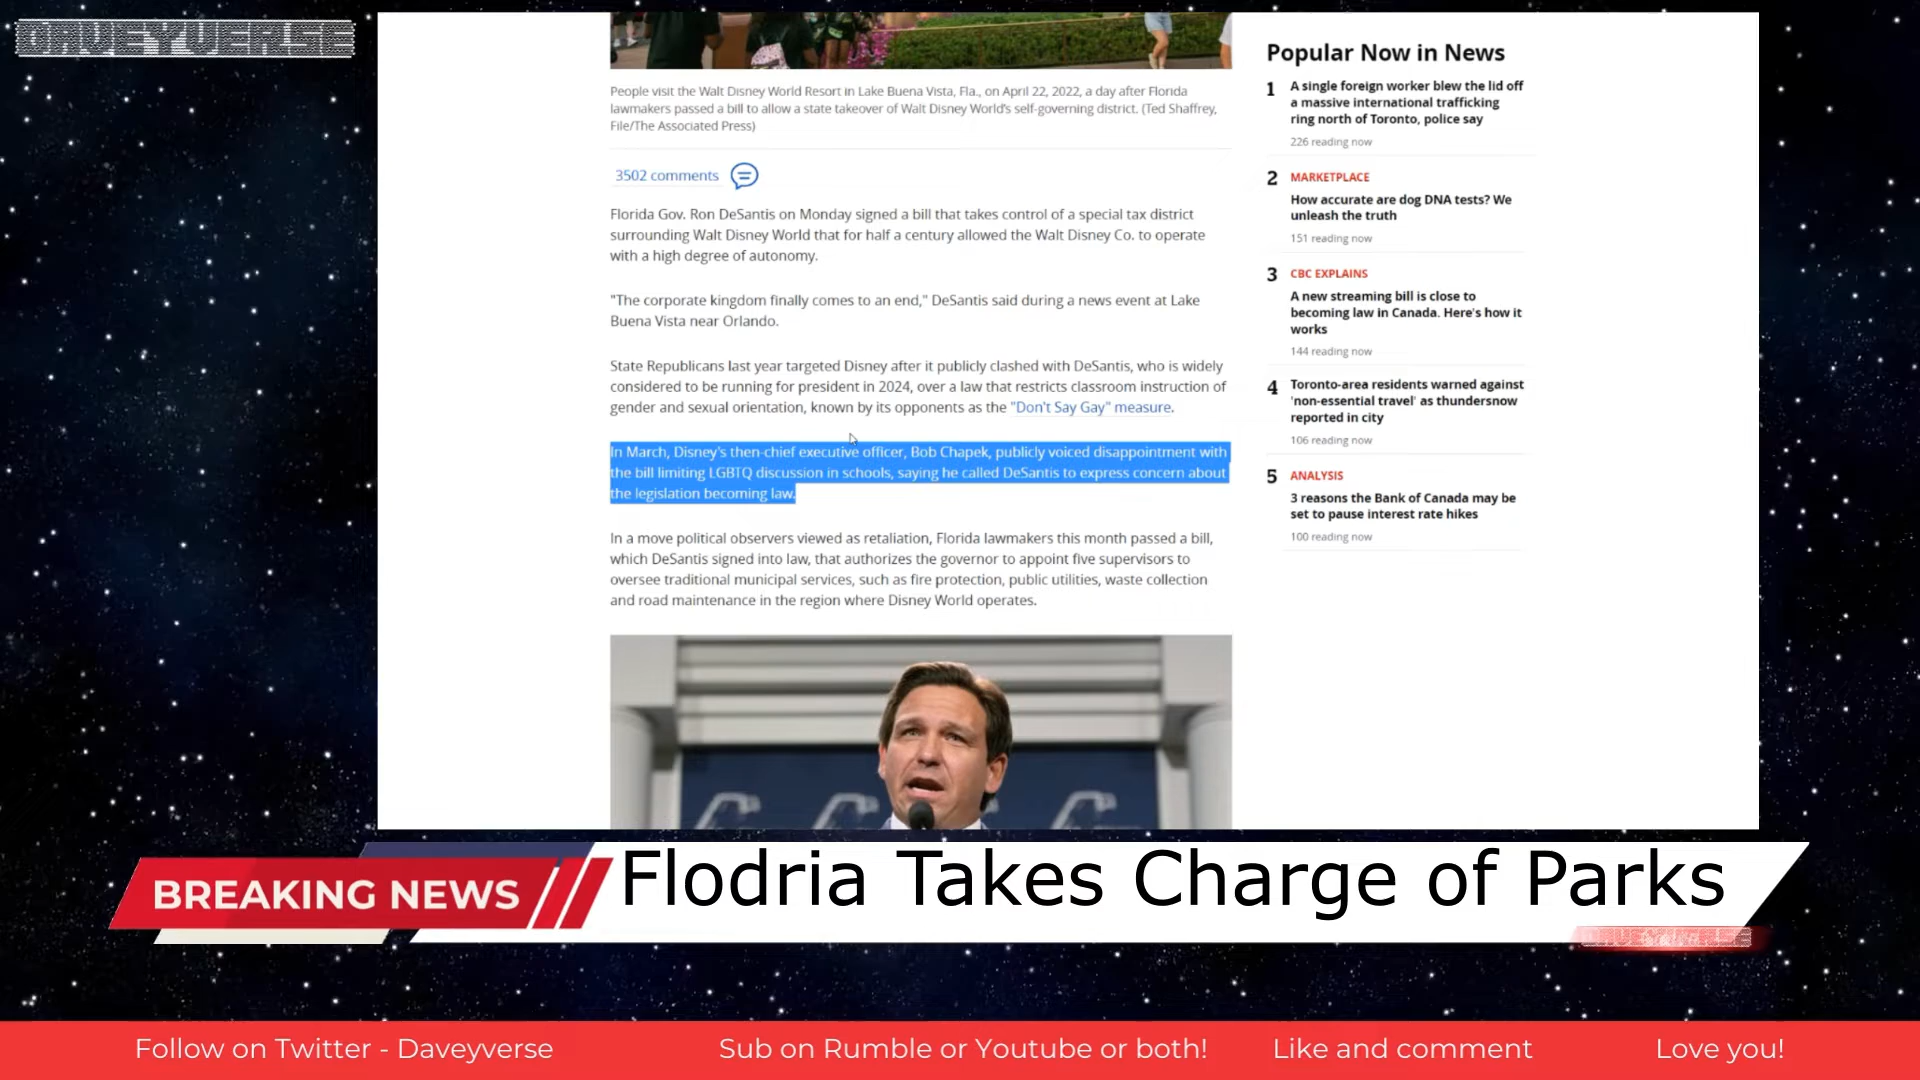 DAVEYVERSE
People visit the Walt Disney World Resort in Lake Buena Vista, Fla., on April 22, 2022, a day after Florida
lawmakers passed a bill to allow a state takeover of Walt Disney World's self-governing district. (Ted Shaffrey,
File/The Associated Press)
3502 comments
Florida Gov. Ron DeSantis on Monday signed a bill that takes control of a special tax district
surrounding Walt Disney World that for half a century allowed the Walt Disney Co. to operate
with a high degree of autonomy.
"The corporate kingdom finally comes to an end," DeSantis said during a news event at Lake
Buena Vista near Orlando.
State Republicans last year targeted Disney after it publicly clashed with DeSantis, who is widely
considered to be running for president in 2024, over a law that restricts classroom instruction of
gender and sexual orientation, known by its opponents as the "Don't Say Gay" measure.
In March, Disney's then-chief executive officer, Bob Chapek, publicly voiced disappointment with
the bill limiting LGBTQ discussion in schools, saying he called DeSantis to express concern about
the legislation becoming law.
In a move political observers viewed as retaliation, Florida lawmakers this month passed a bill,
which DeSantis signed into law, that authorizes the governor to appoint five supervisors to
oversee traditional municipal services, such as fire protection, public utilities, waste collection
and road maintenance in the region where Disney World operates.
Popular Now in News
1 A single foreign worker blew the lid off
a massive international trafficking
ring north of Toronto, police say
226 reading now
2 MARKETPLACE
How accurate are dog DNA tests? We
unleash the truth
151 reading now
3 CBC EXPLAINS
A new streaming bill is close to
becoming law in Canada. Here's how it
works
144 reading now
4 Toronto-area residents warned against
'non-essential travel' as thundersnow
reported in city
106 reading now
5 ANALYSIS
3 reasons the Bank of Canada may be
set to pause interest rate hikes
100 reading now
BREAKING NEWS
Flodria Takes Charge of Parks
Follow on Twitter - Daveyverse
Sub on Rumble or Youtube or both!
Like and comment
Love you!